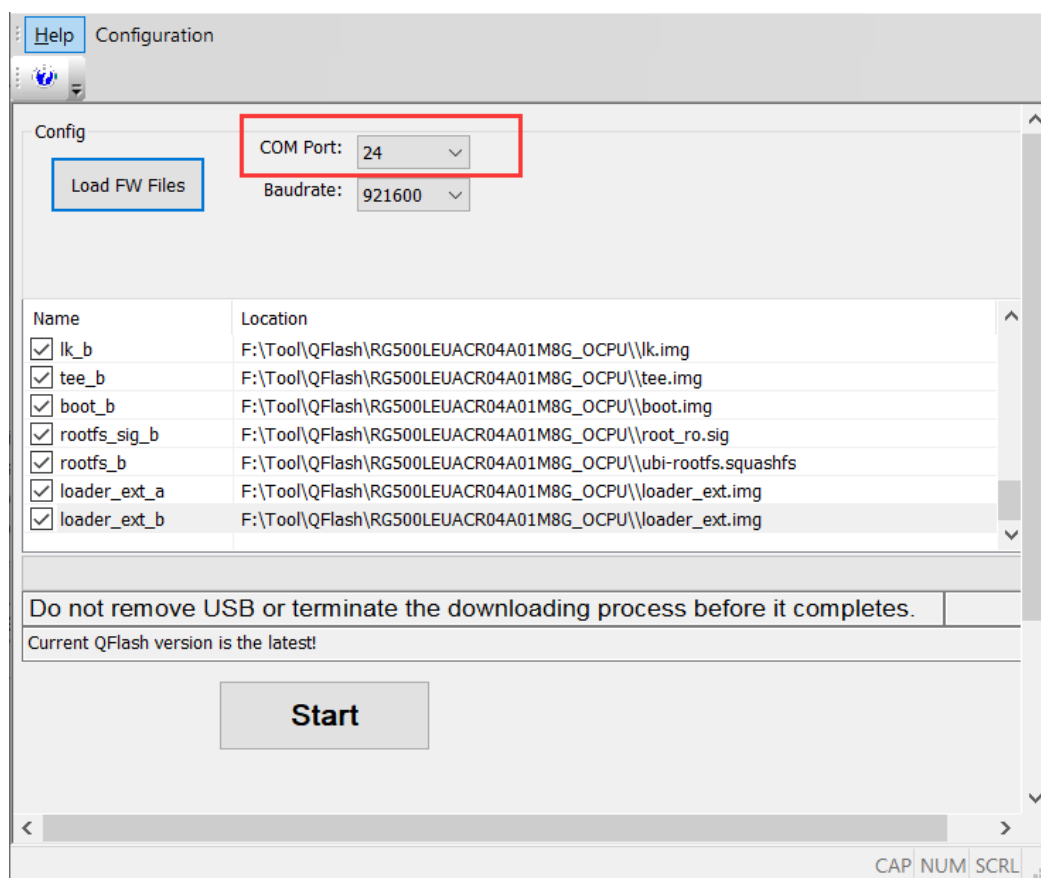 Help Configuration
Config
COM Port: 24
Load FW Files
Baudrate: 921600
Name Location
lk_b F:\Tool\QFlash\RG500LEUACR04A01M8G_OCPU\\lk.img
tee_b F:\Tool\QFlash\RG500LEUACR04A01M8G_OCPU\\tee.img
boot_b F:\Tool\QFlash\RG500LEUACR04A01M8G_OCPU\\boot.img
rootfs_sig_b F:\Tool\QFlash\RG500LEUACR04A01M8G_OCPU\\root_ro.sig
rootfs_b F:\Tool\QFlash\RG500LEUACR04A01M8G_OCPU\\ubi-rootfs.squashfs
loader_ext_a F:\Tool\QFlash\RG500LEUACR04A01M8G_OCPU\\loader_ext.img
loader_ext_b F:\Tool\QFlash\RG500LEUACR04A01M8G_OCPU\\loader_ext.img
Do not remove USB or terminate the downloading process before it completes.
Current QFlash version is the latest!
Start
CAP NUM SCRL